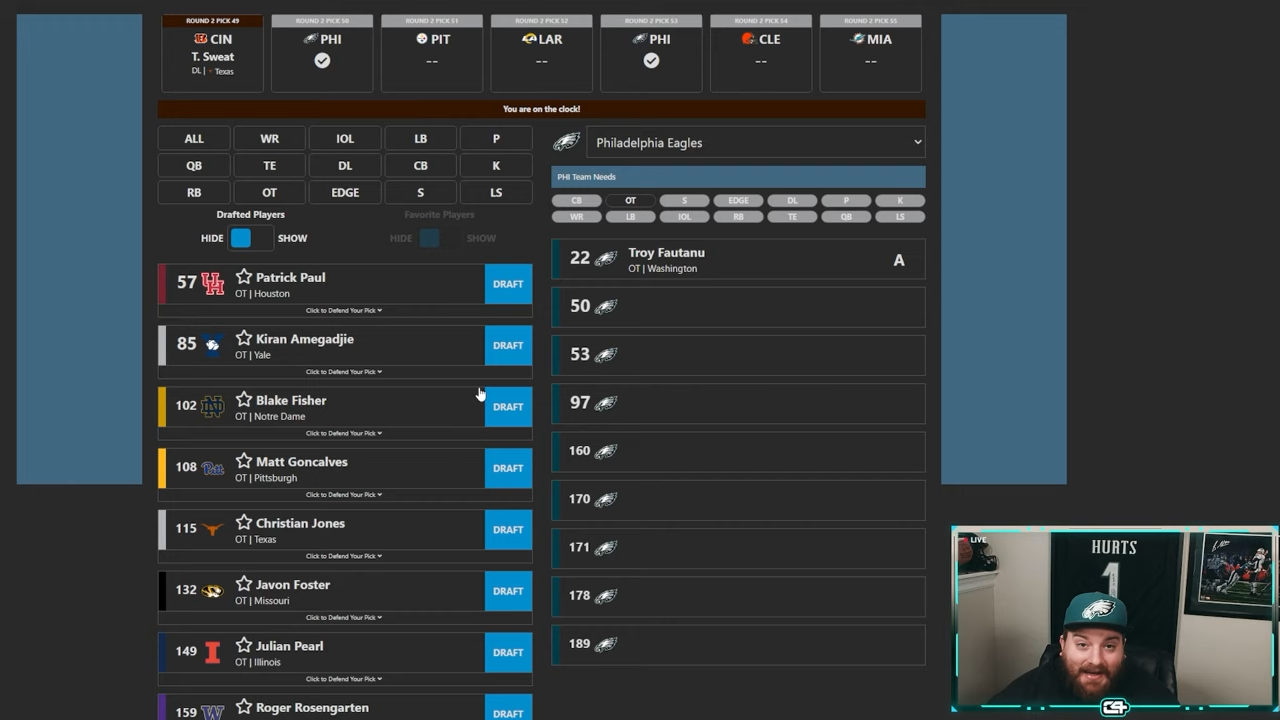 ROUND 2 PICK 49
CIN
T. Sweat
DL | Texas
ROUND 2 PICK 50
PHI
ROUND 2 PICK 51
PIT
--
ROUND 2 PICK 52
LAR
--
ROUND 2 PICK 53
PHI
ROUND 2 PICK 54
CLE
--
ROUND 2 PICK 55
MIA
--
You are on the clock!
ALL WR IOL LB P
QB TE DL CB K
RB OT EDGE S LS
Drafted Players
HIDE SHOW
Favorite Players
HIDE SHOW
57 Patrick Paul
OT | Houston
DRAFT
Click to Defend Your Pick
85 Kiran Amegadjie
OT | Yale
DRAFT
Click to Defend Your Pick
102 Blake Fisher
OT | Notre Dame
DRAFT
Click to Defend Your Pick
108 Matt Goncalves
OT | Pittsburgh
DRAFT
Click to Defend Your Pick
115 Christian Jones
OT | Texas
DRAFT
Click to Defend Your Pick
132 Javon Foster
OT | Missouri
DRAFT
Click to Defend Your Pick
149 Julian Pearl
OT | Illinois
DRAFT
Click to Defend Your Pick
159 Roger Rosengarten
DRAFT
Philadelphia Eagles
PHI Team Needs
CB OT S EDGE DL P K
WR LB IOL RB TE QB LS
22 Troy Fautanu A
OT | Washington
50
53
97
160
170
171
178
189
LIVE
HURTS
1